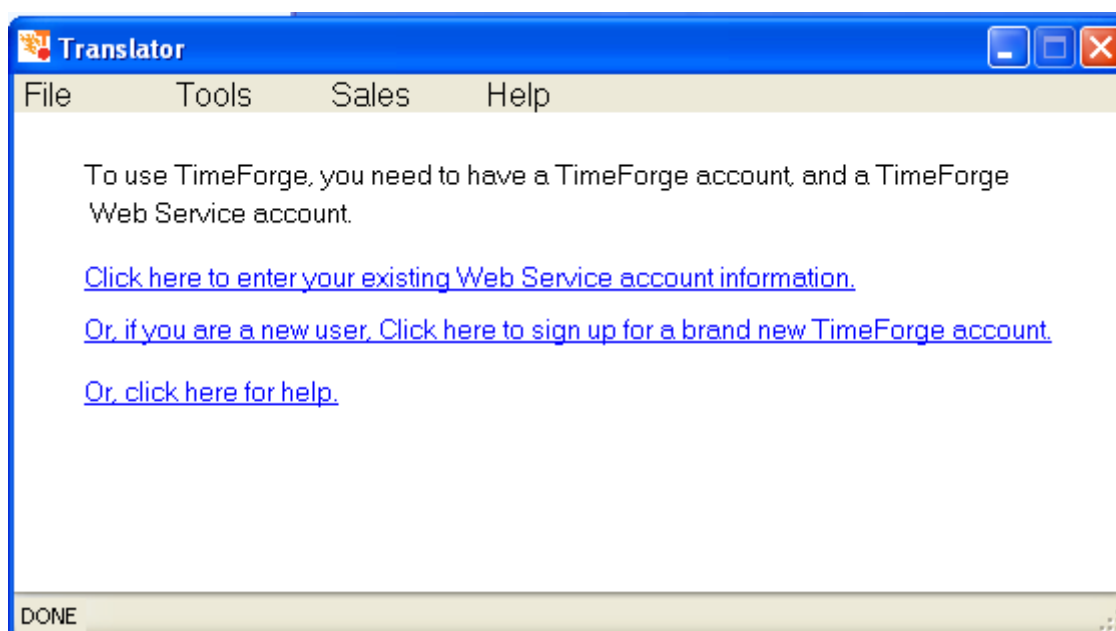 Translator
File Tools Sales Help
To use TimeForge, you need to have a TimeForge account, and a TimeForge
Web Service account.
Click here to enter your existing Web Service account information.
Or, if you are a new user, Click here to sign up for a brand new TimeForge account.
Or, click here for help.
DONE